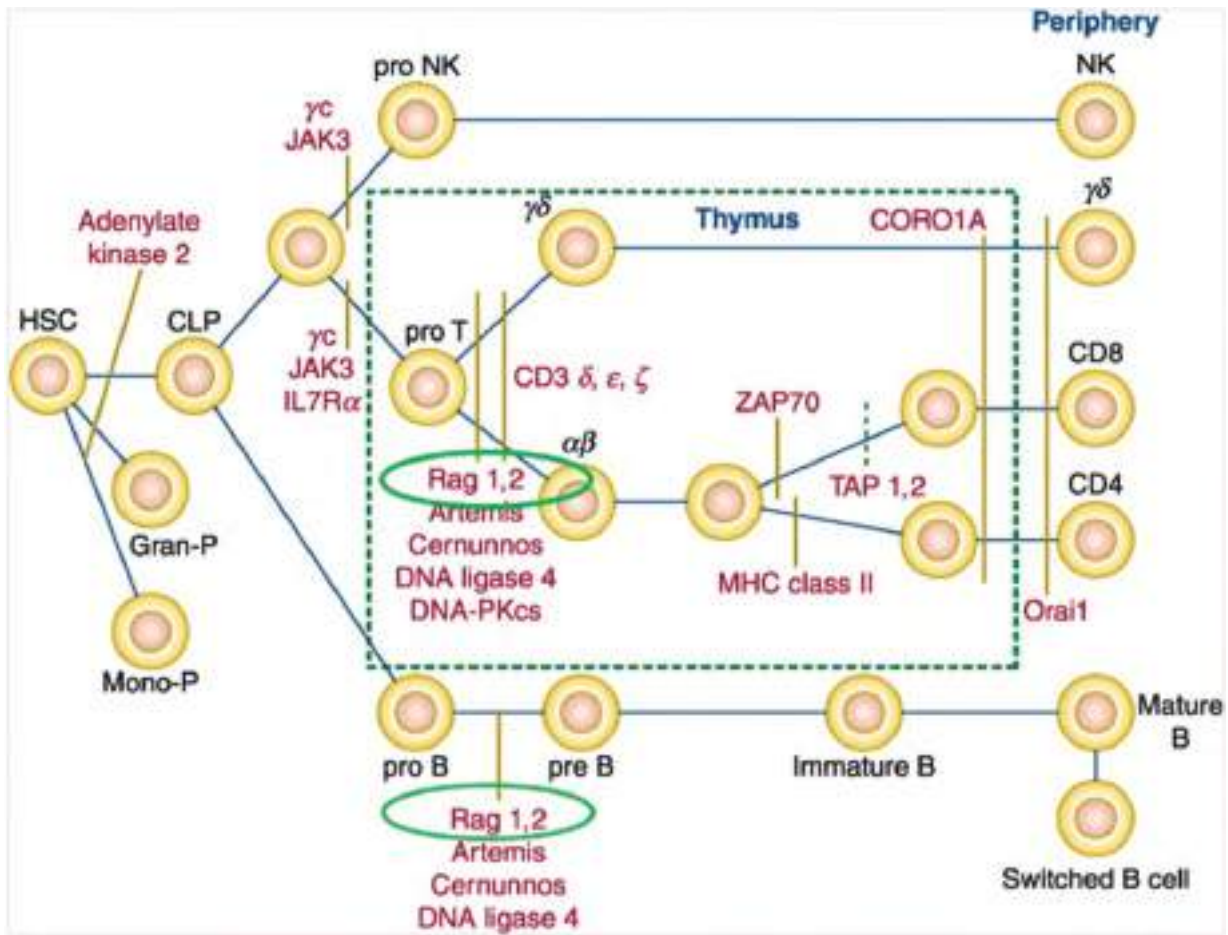 Periphery
pro NK
NK
γc
JAK3
Adenylate
kinase 2
γδ
Thymus
CORO1A
γδ
HSC
CLP
pro T
γc
JAK3
IL7Rα
CD3 δ, ε, ζ
CD8
ZAP70
αβ
Rag 1,2
Artemis
Cernunnos
DNA ligase 4
DNA-PKcs
TAP 1,2
CD4
MHC class II
Orai1
Gran-P
Mono-P
pro B
pre B
Immature B
Mature
B
Rag 1,2
Artemis
Cernunnos
DNA ligase 4
Switched B cell